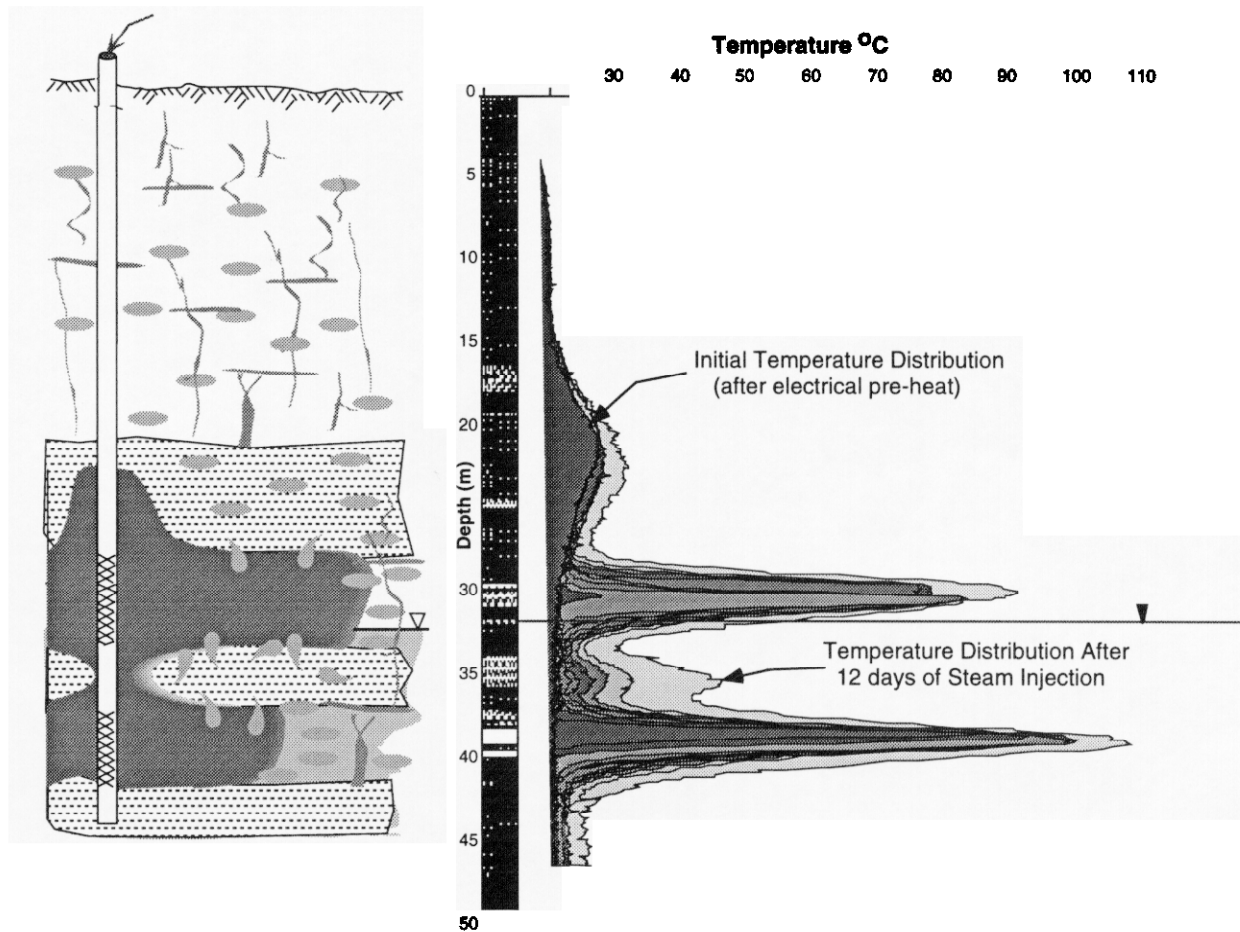 Temperature °C
30 40 50 60 70 80 90 100 110
0
5
10
15
Initial Temperature Distribution
(after electrical pre-heat)
20
25
Depth (m)
30
Temperature Distribution After
12 days of Steam Injection
35
40
45
50